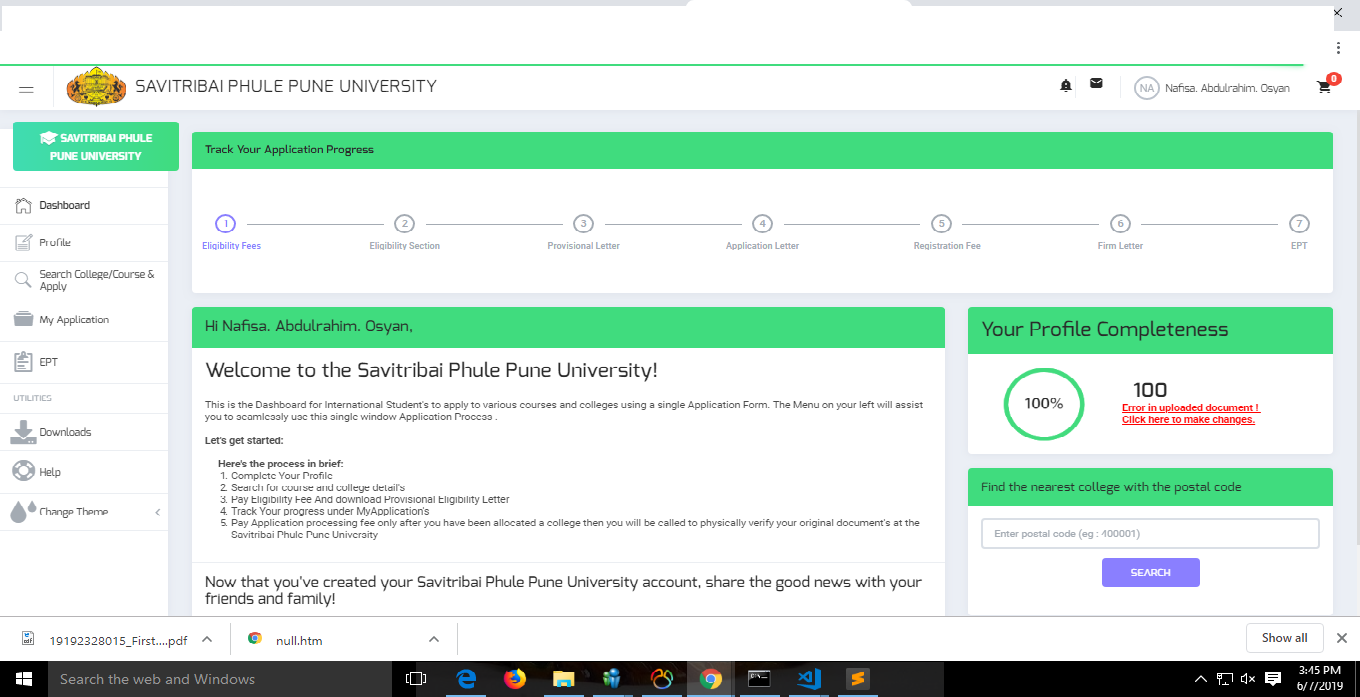 SAVITRIBAI PHULE PUNE UNIVERSITY
NA
Nafisa. Abdulrahim. Osyan
0
SAVITRIBAI PHULE
PUNE UNIVERSITY
Dashboard
Profile
Search College/Course &
Apply
My Application
EPT
UTILITIES
Downloads
Help
Change Theme
Track Your Application Progress
1 2 3 4 5 6 7
Eligibility Fees Eligibility Section Provisional Letter Application Letter Registration Fee Firm Letter EPT
Hi Nafisa. Abdulrahim. Osyan,
Welcome to the Savitribai Phule Pune University!
This is the Dashboard for International Student's to apply to various courses and colleges using a single Application Form. The Menu on your left will assist
you to seamlessly use this single window Application Process .
Let's get started:
Here's the process in brief:
1. Complete Your Profile
2. Search for course and college detail's
3. Pay Eligibility Fee And download Provisional Eligibility Letter
4. Track Your progress under MyApplication's
5. Pay Application processing fee only after you have been allocated a college then you will be called to physically verify your original document's at the
Savitribai Phule Pune University
Now that you've created your Savitribai Phule Pune University account, share the good news with your
friends and family!
Your Profile Completeness
100%
100
Error in uploaded document !
Click here to make changes.
Find the nearest college with the postal code
Enter postal code (eg : 400001)
SEARCH
19192328015_First....pdf
null.htm
Show all
Search the web and Windows
3:45 PM
6/7/2019